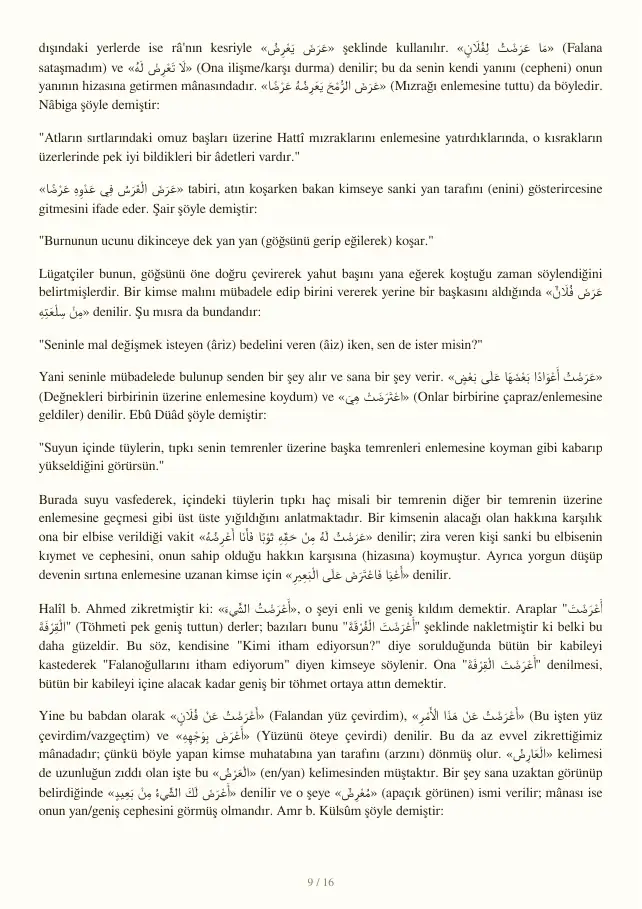 dışındaki yerlerde ise râ'nın kesriyle «عَرَضَ يَعْرِضُ» şeklinde kullanılır. «مَا عَرَضْتُ لِفُلَانٍ» (Falana
sataşmadım) ve «لَا تَعْرِضْ لَهُ» (Ona ilişme/karşı durma) denilir; bu da senin kendi yanını (cepheni) onun
yanının hizasına getirmen mânasındadır. «عَرَضَ الرُّمْحَ يَعْرِضُهُ عَرْضًا» (Mızrağı enlemesine tuttu) da böyledir.
Nâbiga şöyle demiştir:
"Atların sırtlarındaki omuz başları üzerine Hattî mızraklarını enlemesine yatırdıklarında, o kısrakların
üzerlerinde pek iyi bildikleri bir âdetleri vardır."
«عَرَضَ الْفَرَسُ فِي عَدْوِهِ عَرْضًا» tabiri, atın koşarken bakan kimseye sanki yan tarafını (enini) gösterircesine
gitmesini ifade eder. Şair şöyle demiştir:
"Burnunun ucunu dikinceye dek yan yan (göğsünü gerip eğilerek) koşar."
Lügatçiler bunun, göğsünü öne doğru çevirerek yahut başını yana eğerek koştuğu zaman söylendiğini
belirtmişlerdir. Bir kimse malını mübadele edip birini vererek yerine bir başkasını aldığında «عَرَضَ فُلَانٌ
مِنْ سِلْعَتِهِ» denilir. Şu mısra da bundandır:
"Seninle mal değişmek isteyen (âriz) bedelini veren (âiz) iken, sen de ister misin?"
Yani seninle mübadelede bulunup senden bir şey alır ve sana bir şey verir. «عَرَضْتُ أَعْوَادًا بَعْضَهَا عَلَى بَعْضٍ»
(Değnekleri birbirinin üzerine enlemesine koydum) ve «اعْتَرَضَتْ هِيَ» (Onlar birbirine çapraz/enlemesine
geldiler) denilir. Ebû Düâd şöyle demiştir:
"Suyun içinde tüylerin, tıpkı senin temrenler üzerine başka temrenleri enlemesine koyman gibi kabarıp
yükseldiğini görürsün."
Burada suyu vasfederek, içindeki tüylerin tıpkı haç misali bir temrenin diğer bir temrenin üzerine
enlemesine geçmesi gibi üst üste yığıldığını anlatmaktadır. Bir kimsenin alacağı olan hakkına karşılık
ona bir elbise verildiği vakit «عَرَضْتُ لَهُ مِنْ حَقِّهِ ثَوْبًا فَأَنَا أَعْرِضُهُ» denilir; zira veren kişi sanki bu elbisenin
kıymet ve cephesini, onun sahip olduğu hakkın karşısına (hizasına) koymuştur. Ayrıca yorgun düşüp
devenin sırtına enlemesine uzanan kimse için «أَعْيَا فَاعْتَرَضَ عَلَى الْبَعِيرِ» denilir.
Halîl b. Ahmed zikretmiştir ki: «أَعْرَضْتُ الشَّيْءَ», o şeyi enli ve geniş kıldım demektir. Araplar "أَعْرَضْتَ
الْقِرْفَةَ" (Töhmeti pek geniş tuttun) derler; bazıları bunu "أَعْرَضَتْ الْفُرْقَةَ" şeklinde nakletmiştir ki belki bu
daha güzeldir. Bu söz, kendisine "Kimi itham ediyorsun?" diye sorulduğunda bütün bir kabileyi
kastederek "Falanoğullarını itham ediyorum" diyen kimseye söylenir. Ona "أَعْرَضْتَ الْقِرْفَةَ" denilmesi,
bütün bir kabileyi içine alacak kadar geniş bir töhmet ortaya attın demektir.
Yine bu babdan olarak «أَعْرَضْتُ عَنْ فُلَانٍ» (Falandan yüz çevirdim), «أَعْرَضْتُ عَنْ هَذَا الْأَمْرِ» (Bu işten yüz
çevirdim/vazgeçtim) ve «أَعْرَضَ بِوَجْهِهِ» (Yüzünü öteye çevirdi) denilir. Bu da az evvel zikrettiğimiz
mânadadır; çünkü böyle yapan kimse muhatabına yan tarafını (arzını) dönmüş olur. «الْعَارِضُ» kelimesi
de uzunluğun zıddı olan işte bu «الْعَرْضُ» (en/yan) kelimesinden müştaktır. Bir şey sana uzaktan görünüp
belirdiğinde «أَعْرَضَ لَكَ الشَّيْءُ مِنْ بَعِيدٍ» denilir ve o şeye «مُعْرِضٌ» (apaçık görünen) ismi verilir; mânası ise
onun yan/geniş cephesini görmüş olmandır. Amr b. Külsûm şöyle demiştir:
9 / 16